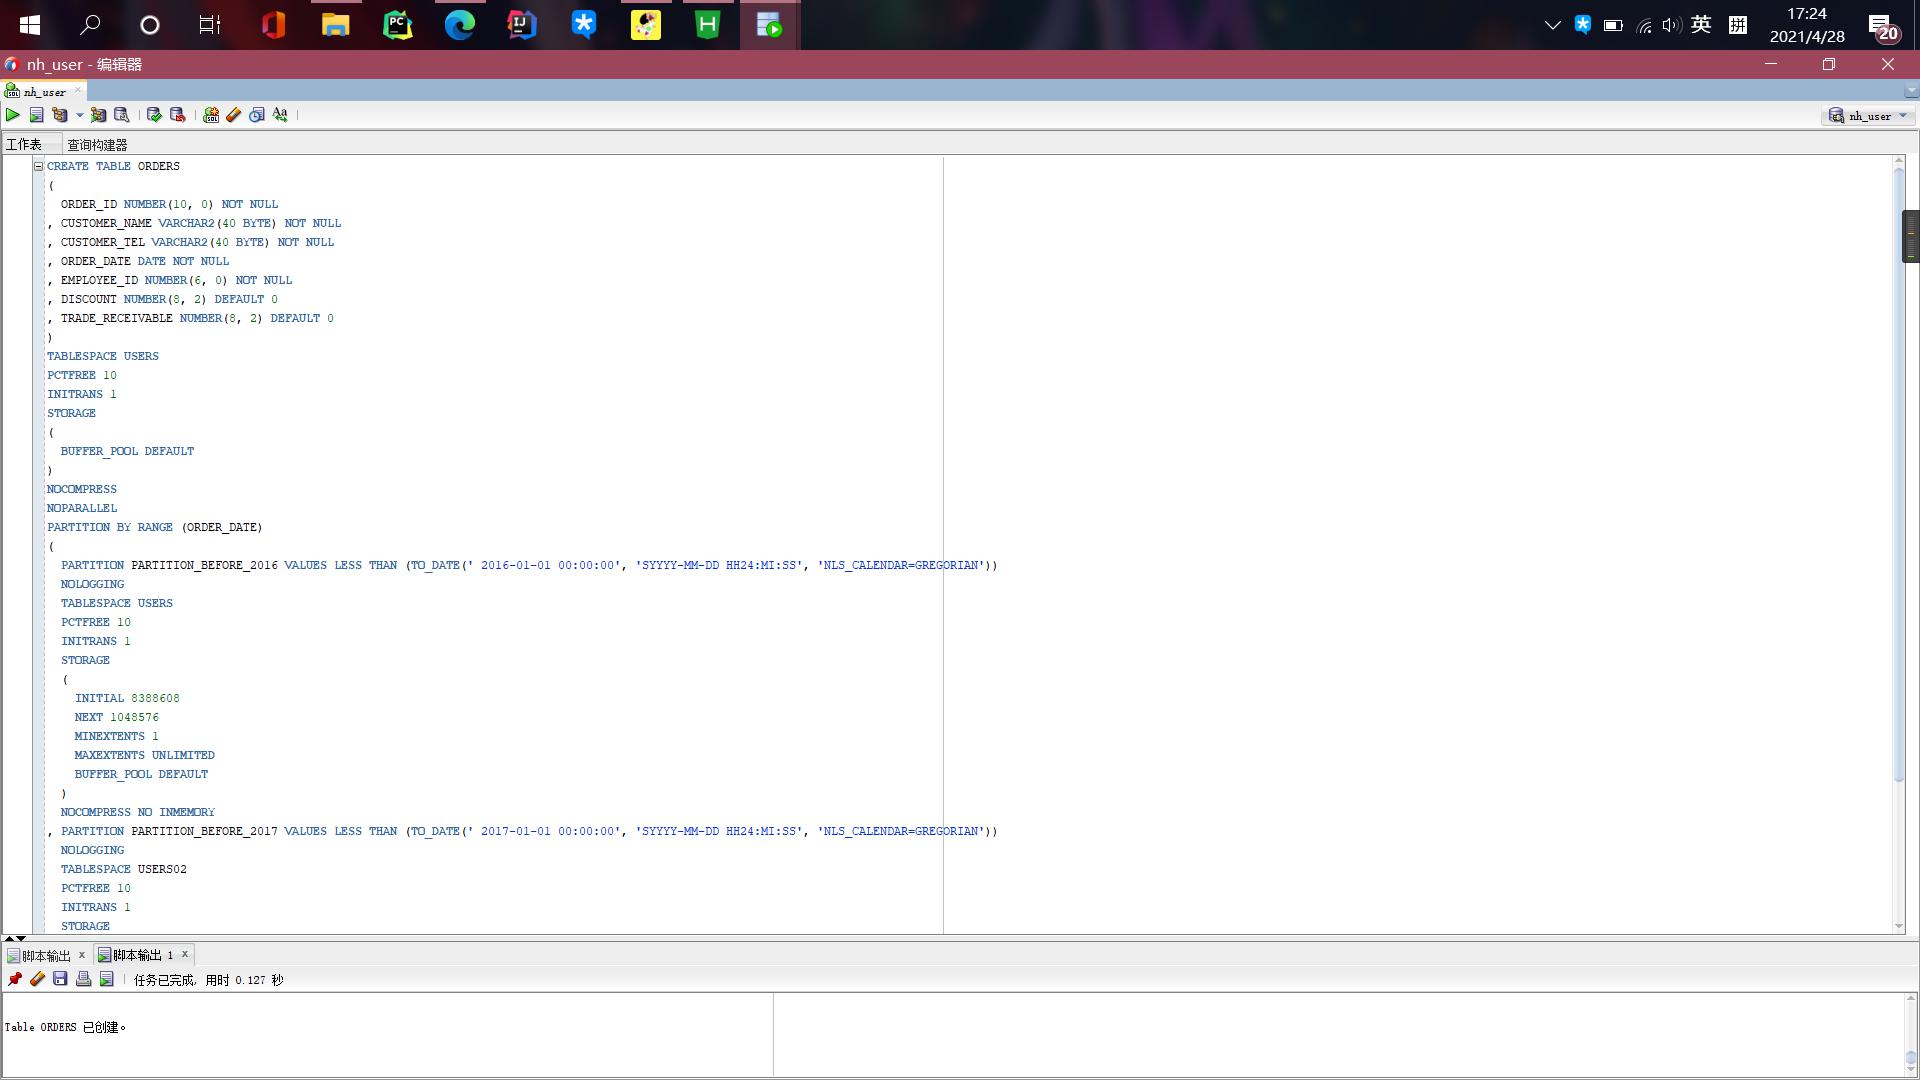 PC
IJ
H
英
拼
17:24
2021/4/28
20
nh_user - 编辑器
nh_user
nh_user
工作表
查询构建器
CREATE TABLE ORDERS
(
ORDER_ID NUMBER(10, 0) NOT NULL
, CUSTOMER_NAME VARCHAR2(40 BYTE) NOT NULL
, CUSTOMER_TEL VARCHAR2(40 BYTE) NOT NULL
, ORDER_DATE DATE NOT NULL
, EMPLOYEE_ID NUMBER(6, 0) NOT NULL
, DISCOUNT NUMBER(8, 2) DEFAULT 0
, TRADE_RECEIVABLE NUMBER(8, 2) DEFAULT 0
)
TABLESPACE USERS
PCTFREE 10
INITRANS 1
STORAGE
(
BUFFER_POOL DEFAULT
)
NOCOMPRESS
NOPARALLEL
PARTITION BY RANGE (ORDER_DATE)
(
PARTITION PARTITION_BEFORE_2016 VALUES LESS THAN (TO_DATE(' 2016-01-01 00:00:00', 'SYYYY-MM-DD HH24:MI:SS', 'NLS_CALENDAR=GREGORIAN'))
NOLOGGING
TABLESPACE USERS
PCTFREE 10
INITRANS 1
STORAGE
(
INITIAL 8388608
NEXT 1048576
MINEXTENTS 1
MAXEXTENTS UNLIMITED
BUFFER_POOL DEFAULT
)
NOCOMPRESS NO INMEMORY
, PARTITION PARTITION_BEFORE_2017 VALUES LESS THAN (TO_DATE(' 2017-01-01 00:00:00', 'SYYYY-MM-DD HH24:MI:SS', 'NLS_CALENDAR=GREGORIAN'))
NOLOGGING
TABLESPACE USERS02
PCTFREE 10
INITRANS 1
STORAGE
脚本输出 x 脚本输出 1 x
任务已完成, 用时 0.127 秒
Table ORDERS 已创建。